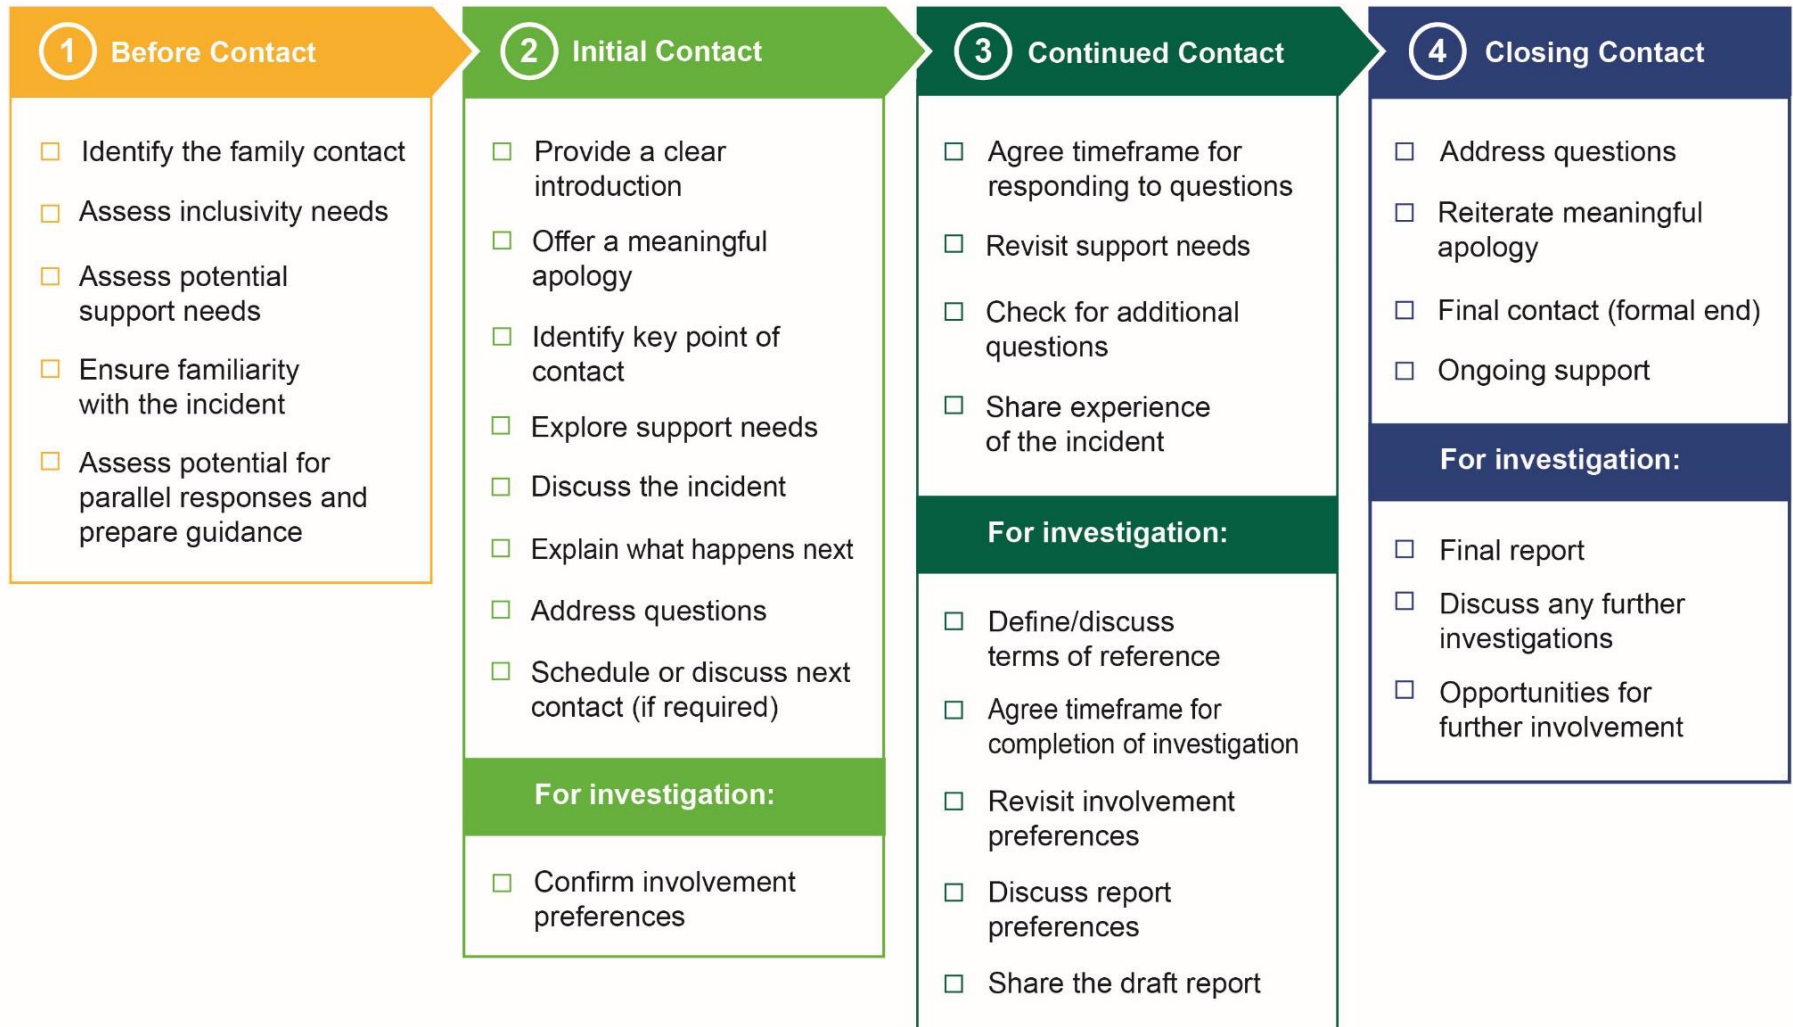 1 Before Contact
Identify the family contact
Assess inclusivity needs
Assess potential
support needs
Ensure familiarity
with the incident
Assess potential for
parallel responses and
prepare guidance
2 Initial Contact
Provide a clear
introduction
Offer a meaningful
apology
Identify key point of
contact
Explore support needs
Discuss the incident
Explain what happens next
Address questions
Schedule or discuss next
contact (if required)
For investigation:
Confirm involvement
preferences
3 Continued Contact
Agree timeframe for
responding to questions
Revisit support needs
Check for additional
questions
Share experience
of the incident
For investigation:
Define/discuss
terms of reference
Agree timeframe for
completion of investigation
Revisit involvement
preferences
Discuss report
preferences
Share the draft report
4 Closing Contact
Address questions
Reiterate meaningful
apology
Final contact (formal end)
Ongoing support
For investigation:
Final report
Discuss any further
investigations
Opportunities for
further involvement